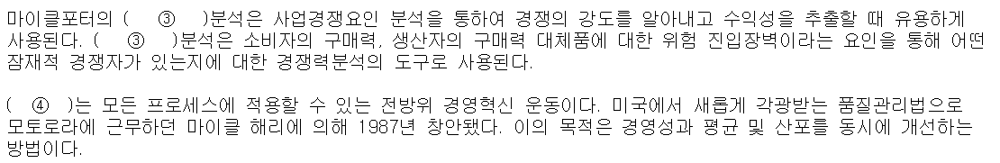 마이클포터의 ( ③ )분석은 사업경쟁요인 분석을 통하여 경쟁의 강도를 알아내고 수익성을 추출할 때 유용하게
사용된다. ( ③ )분석은 소비자의 구매력, 생산자의 구매력 대체품에 대한 위험 진입장벽이라는 요인을 통해 어떤
잠재적 경쟁자가 있는지에 대한 경쟁력분석의 도구로 사용된다.
( ④ )는 모든 프로세스에 적용할 수 있는 전방위 경영혁신 운동이다. 미국에서 새롭게 각광받는 품질관리법으로
모토로라에 근무하던 마이클 해리에 의해 1987년 창안됐다. 이의 목적은 경영성과 평균 및 산포를 동시에 개선하는
방법이다.